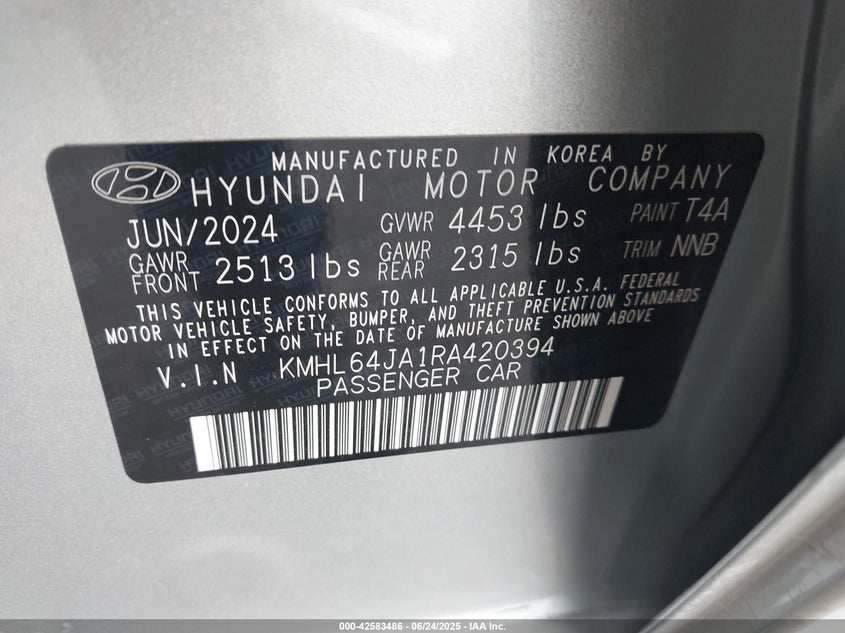 MANUFACTURED IN KOREA BY
HYUNDAI MOTOR COMPANY
JUN/2024 GVWR 4453 lbs PAINT T4A
GAWR FRONT 2513 lbs GAWR REAR 2315 lbs TRIM NNB
THIS VEHICLE CONFORMS TO ALL APPLICABLE U.S.A. FEDERAL
MOTOR VEHICLE SAFETY, BUMPER, AND THEFT PREVENTION STANDARDS
IN EFFECT ON THE DATE OF MANUFACTURE SHOWN ABOVE
V.I.N KMHL64JA1RA420394
PASSENGER CAR
000-42583486 - 06/24/2025 - IAA Inc.